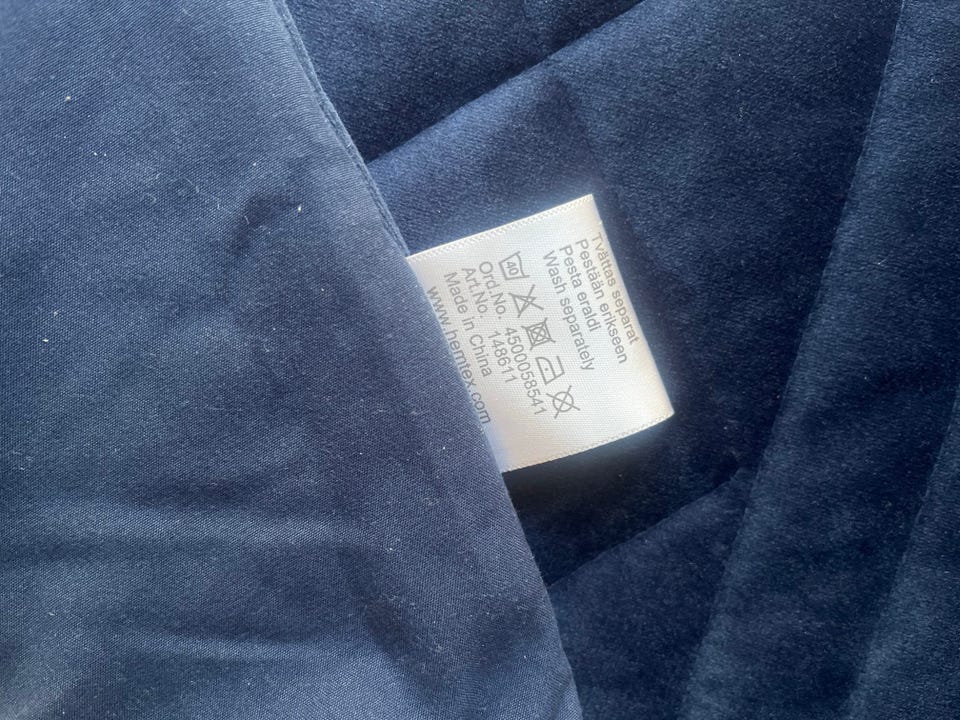 Tvättas separat
Pestään erikseen
Pesta eraldi
Wash separately
40
Ord.No. 4500058541
Art.No. 148611
Made in China
www.hemtex.com